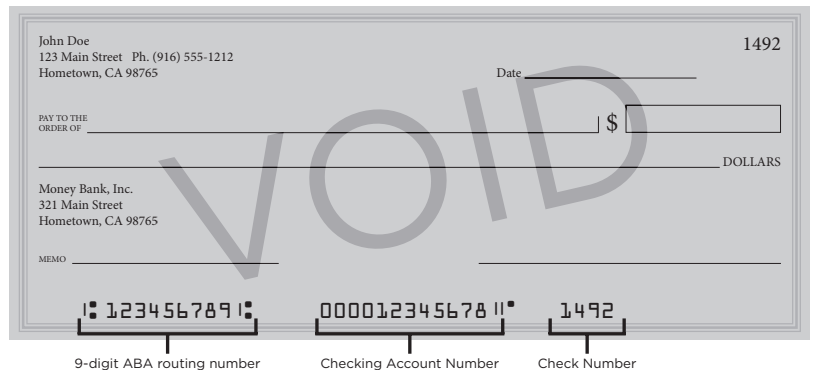 John Doe
1492
123 Main Street Ph. (916) 555-1212
Hometown, CA 98765
Date
PAY TO THE
ORDER OF
$
DOLLARS
VOID
Money Bank, Inc.
321 Main Street
Hometown, CA 98765
MEMO
⑆123456789⑆ 000012345678⑈ 1492
9-digit ABA routing number Checking Account Number Check Number